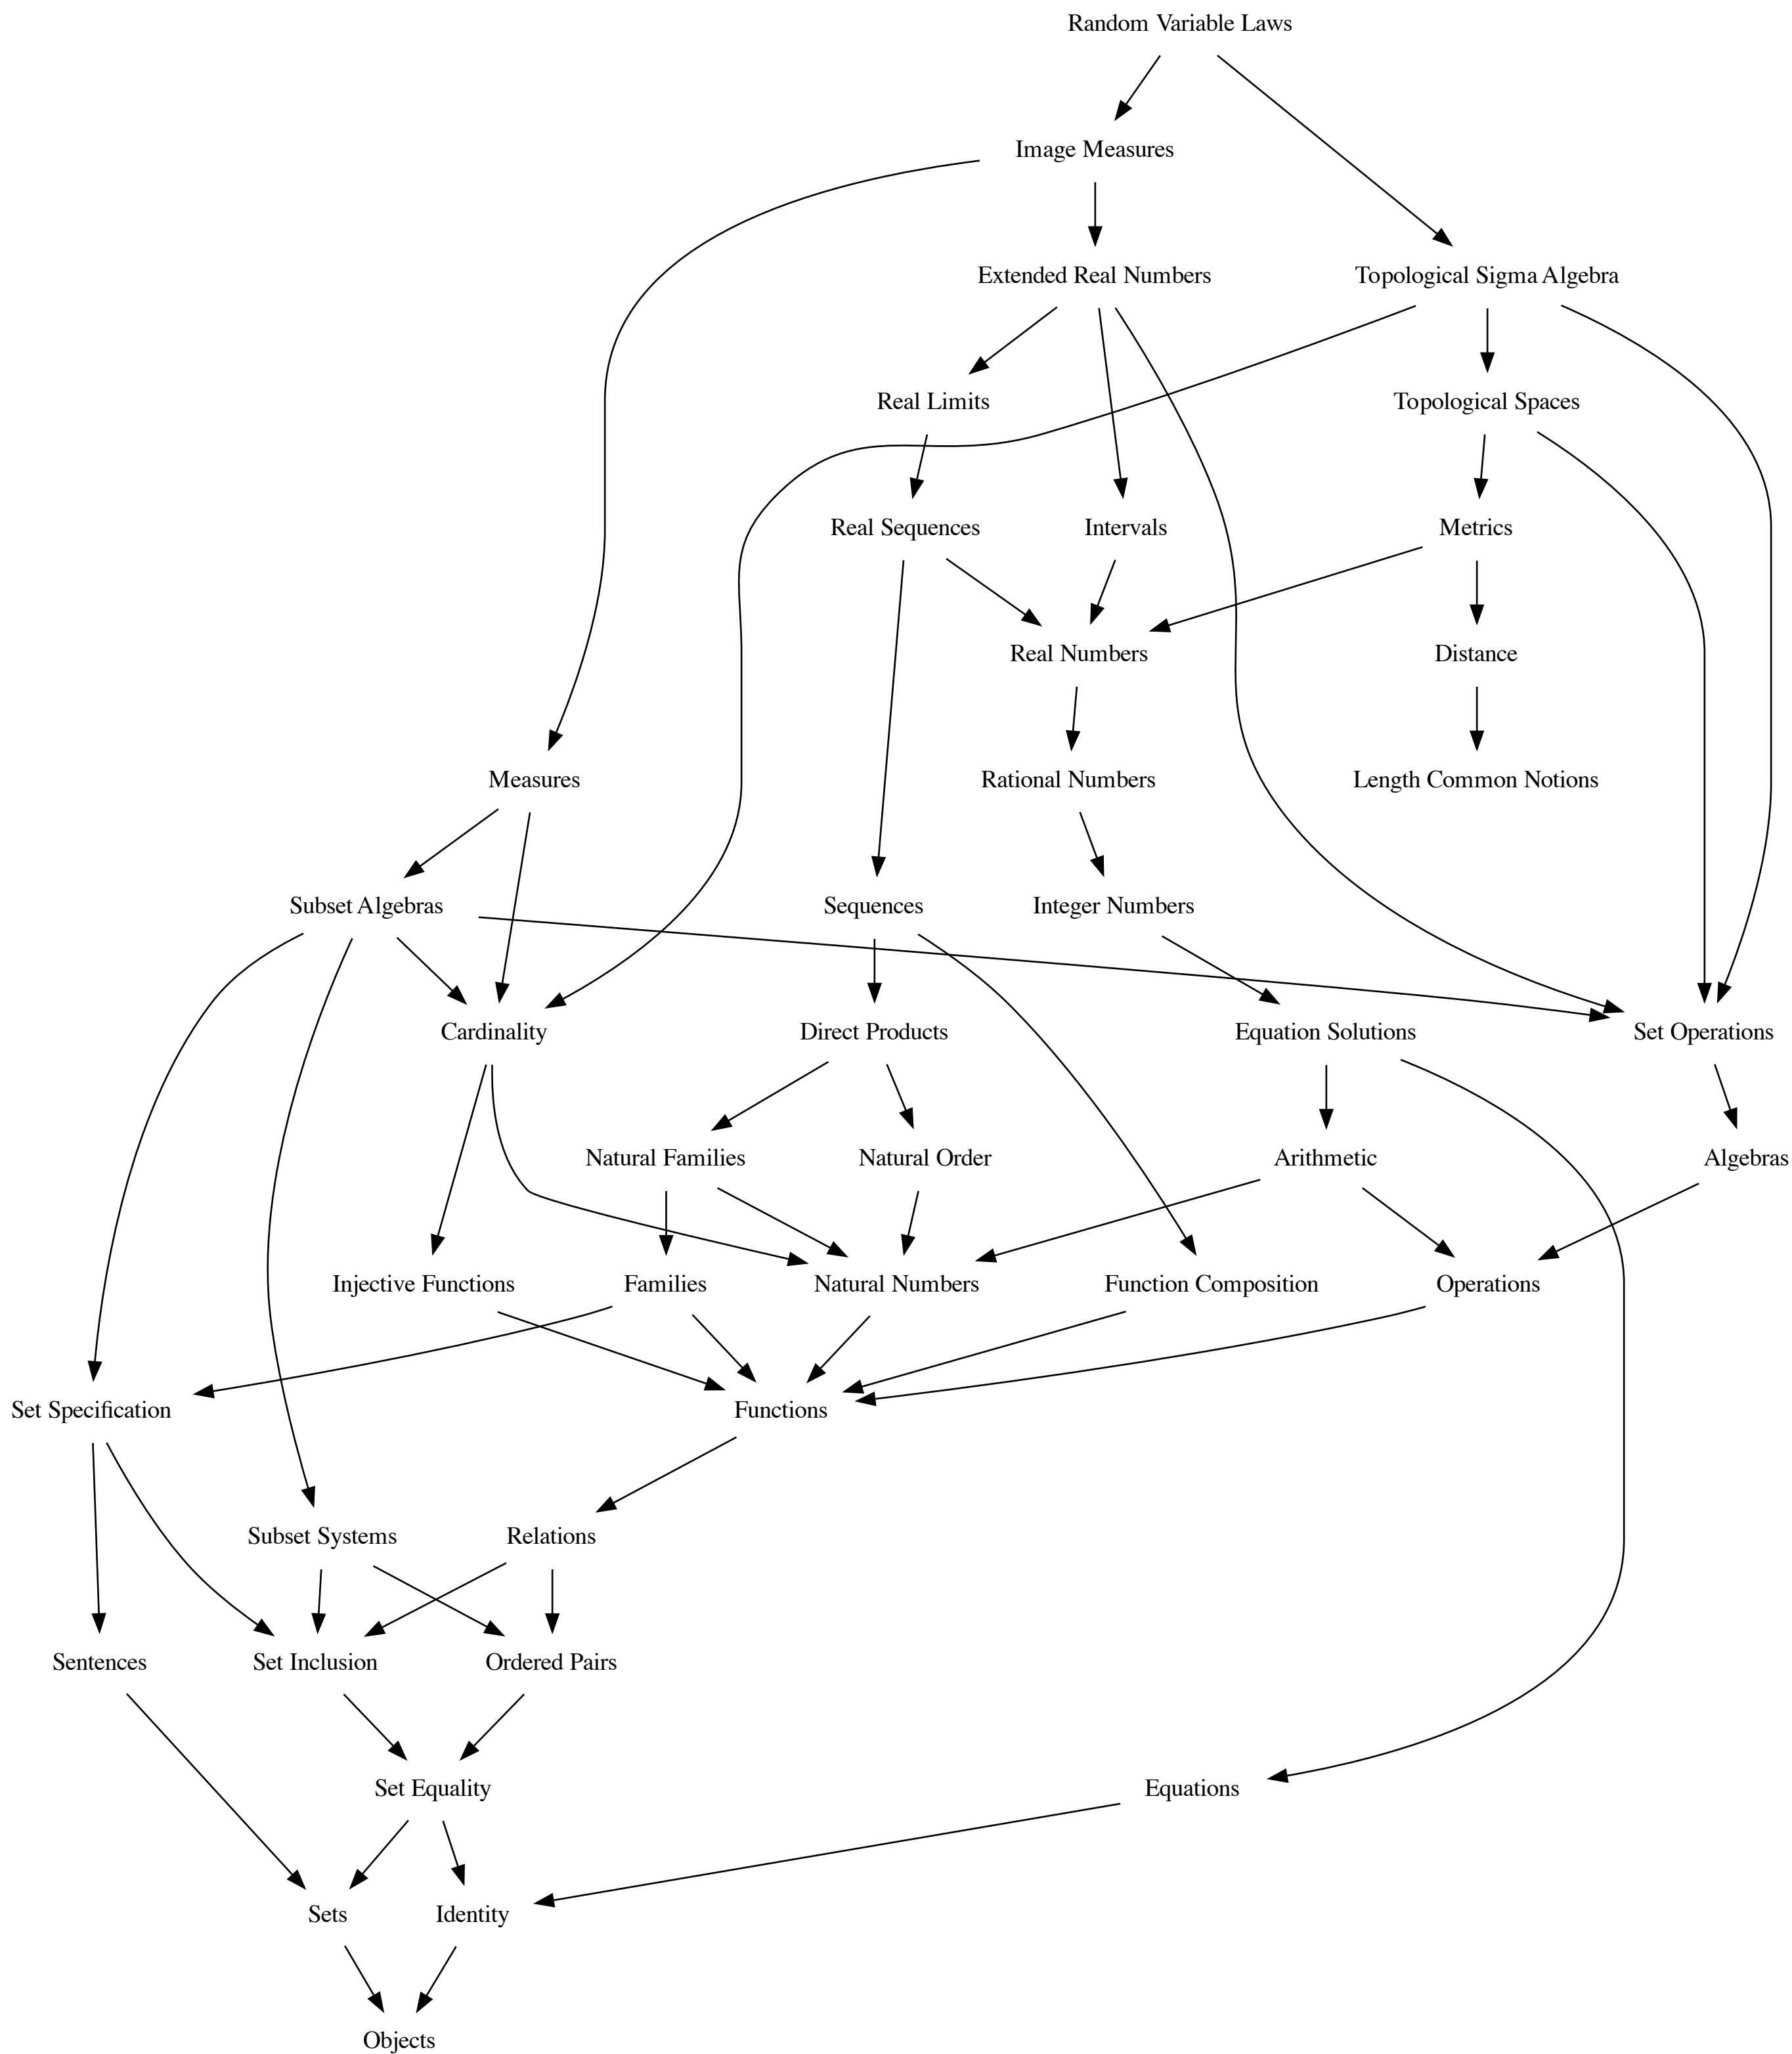 Random Variable Laws
Image Measures
Extended Real Numbers
Topological Sigma Algebra
Real Limits
Topological Spaces
Real Sequences
Intervals
Metrics
Real Numbers
Distance
Measures
Rational Numbers
Length Common Notions
Subset Algebras
Sequences
Integer Numbers
Cardinality
Direct Products
Equation Solutions
Set Operations
Natural Families
Natural Order
Arithmetic
Algebras
Injective Functions
Families
Natural Numbers
Function Composition
Operations
Set Specification
Functions
Subset Systems
Relations
Sentences
Set Inclusion
Ordered Pairs
Set Equality
Equations
Sets
Identity
Objects